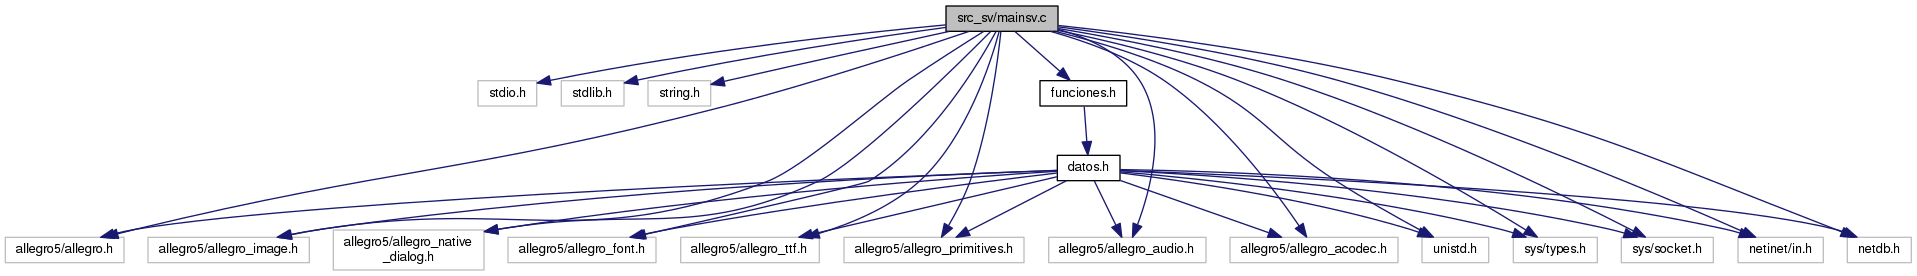 src_sv/mainsv.c
stdio.h
stdlib.h
string.h
funciones.h
datos.h
allegro5/allegro.h
allegro5/allegro_image.h
allegro5/allegro_native
_dialog.h
allegro5/allegro_font.h
allegro5/allegro_ttf.h
allegro5/allegro_primitives.h
allegro5/allegro_audio.h
allegro5/allegro_acodec.h
unistd.h
sys/types.h
sys/socket.h
netinet/in.h
netdb.h